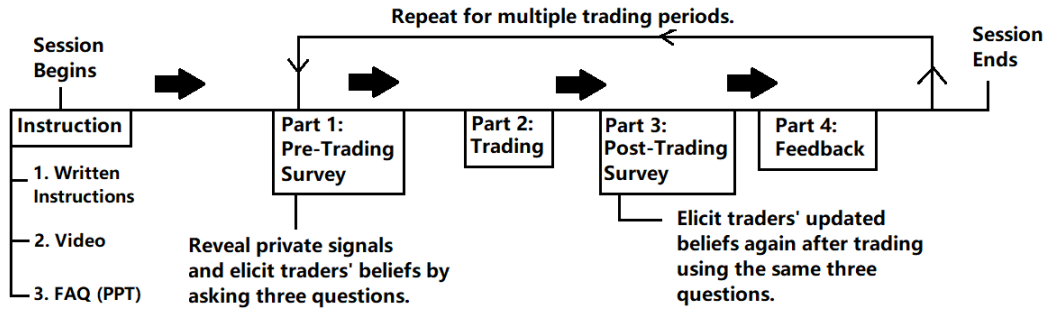 Repeat for multiple trading periods.
Session
Begins
Session
Ends
Instruction
1. Written
Instructions
2. Video
3. FAQ (PPT)
Part 1:
Pre-Trading
Survey
Reveal private signals
and elicit traders' beliefs by
asking three questions.
Part 2:
Trading
Part 3:
Post-Trading
Survey
Elicit traders' updated
beliefs again after trading
using the same three
questions.
Part 4:
Feedback